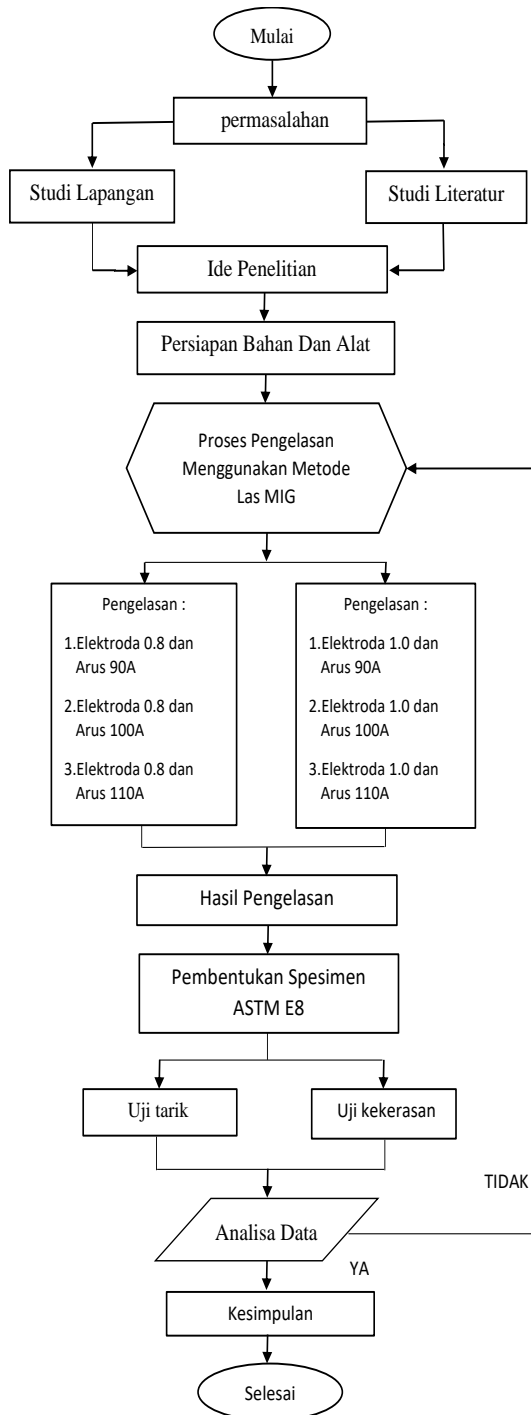 Mulai
permasalahan
Studi Lapangan
Studi Literatur
Ide Penelitian
Persiapan Bahan Dan Alat
Proses Pengelasan
Menggunakan Metode
Las MIG
Pengelasan :
1.Elektroda 0.8 dan
Arus 90A
2.Elektroda 0.8 dan
Arus 100A
3.Elektroda 0.8 dan
Arus 110A
Pengelasan :
1.Elektroda 1.0 dan
Arus 90A
2.Elektroda 1.0 dan
Arus 100A
3.Elektroda 1.0 dan
Arus 110A
Hasil Pengelasan
Pembentukan Spesimen
ASTM E8
Uji tarik
Uji kekerasan
TIDAK
Analisa Data
YA
Kesimpulan
Selesai